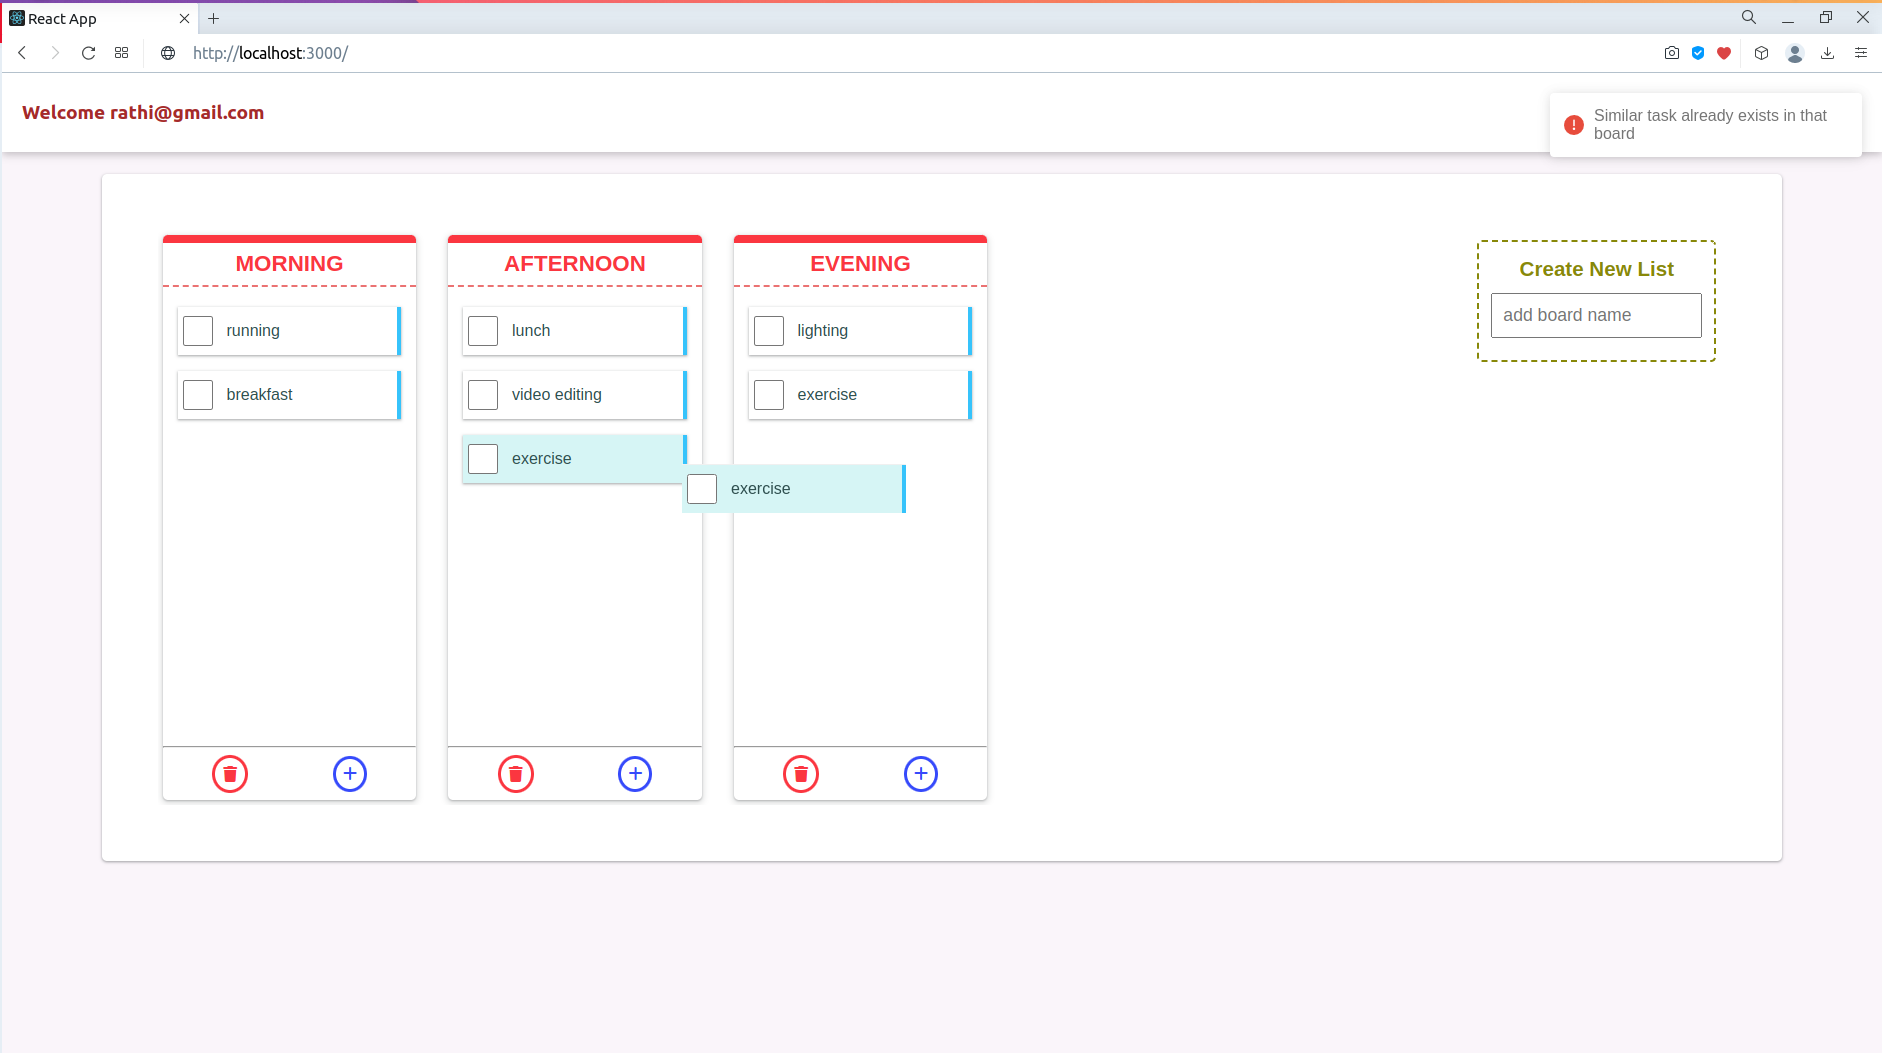 React App
http://localhost:3000/
Welcome rathi@gmail.com
Similar task already exists in that
board
MORNING
running
breakfast
AFTERNOON
lunch
video editing
exercise
exercise
EVENING
lighting
exercise
Create New List
add board name